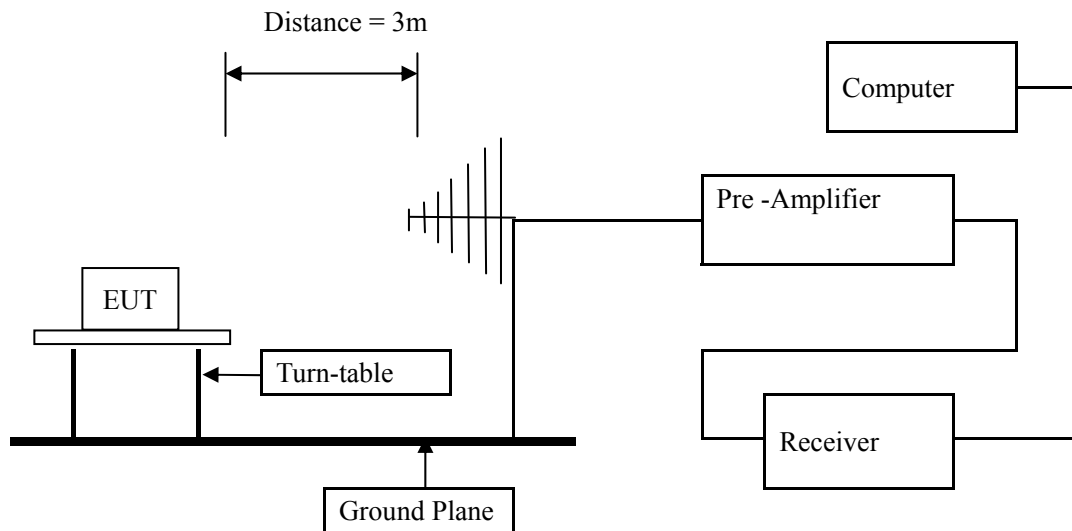 Distance = 3m
Computer
Pre -Amplifier
EUT
Turn-table
Receiver
Ground Plane